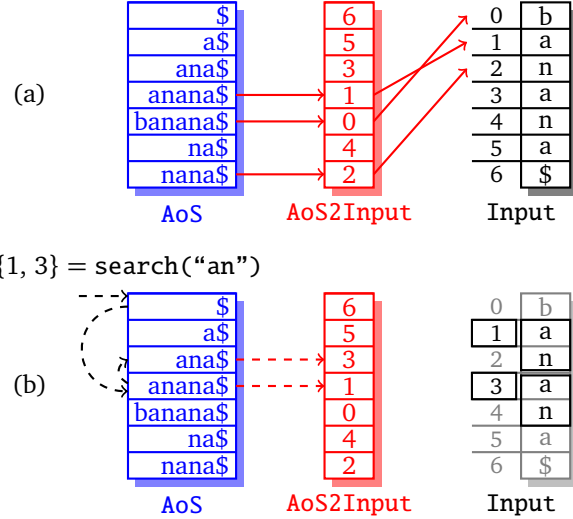 $ 6 0 b
a$ 5 1 a
ana$ 3 2 n
(a) anana$ 1 3 a
banana$ 0 4 n
na$ 4 5 a
nana$ 2 6 $
AoS AoS2Input Input
{1, 3} = search(“an”)
$ 6 0 b
a$ 5 1 a
ana$ 3 2 n
(b) anana$ 1 3 a
banana$ 0 4 n
na$ 4 5 a
nana$ 2 6 $
AoS AoS2Input Input